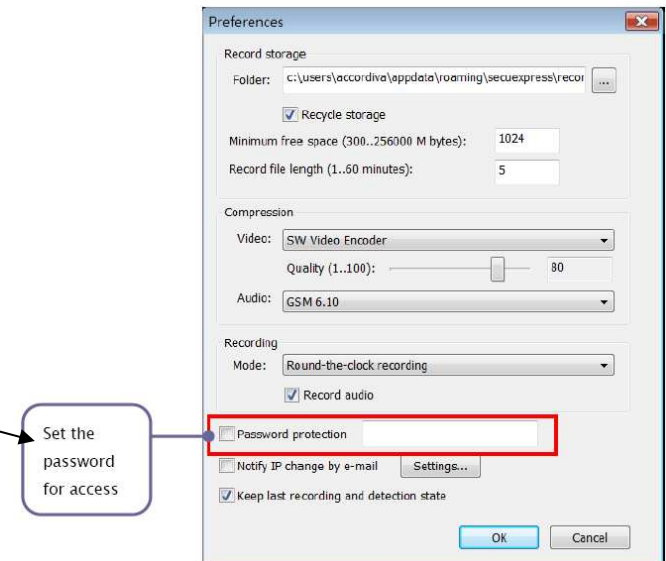 Preferences
Record storage
Folder: c:\users\accordiva\appdata\roaming\secuexpress\recor ...
Recycle storage
Minimum free space (300..256000 M bytes): 1024
Record file length (1..60 minutes): 5
Compression
Video: SW Video Encoder
Quality (1..100): 80
Audio: GSM 6.10
Recording
Mode: Round-the-clock recording
Record audio
Set the
password
for access
Password protection
Notify IP change by e-mail Settings...
Keep last recording and detection state
OK Cancel